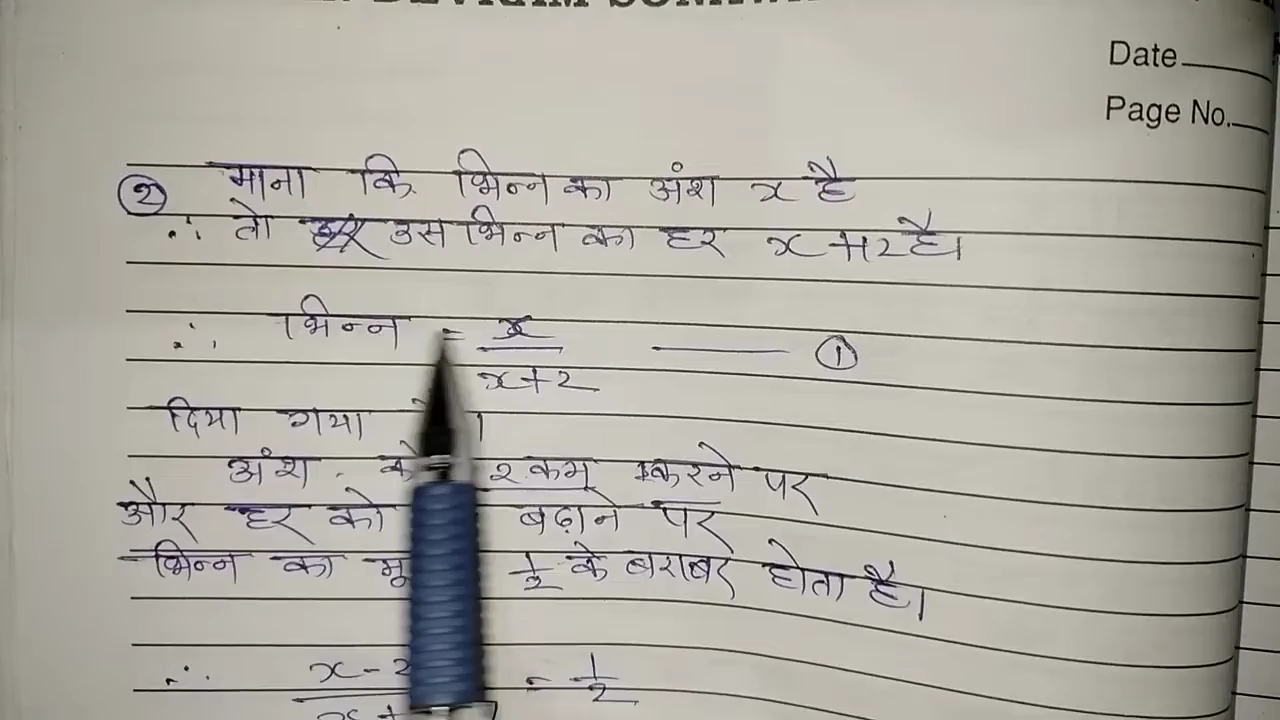 Date
Page No.
② माना कि भिन्न का अंश x है
∴ तो उस भिन्न का हर x+2 है।
∴ भिन्न = x/x+2 ——— ①
दिया गया ।
अंश को 2 कम करने पर
और हर को बढ़ाने पर
भिन्न का 1/2 के बराबर होता है।
∴ x-2 = 1/2